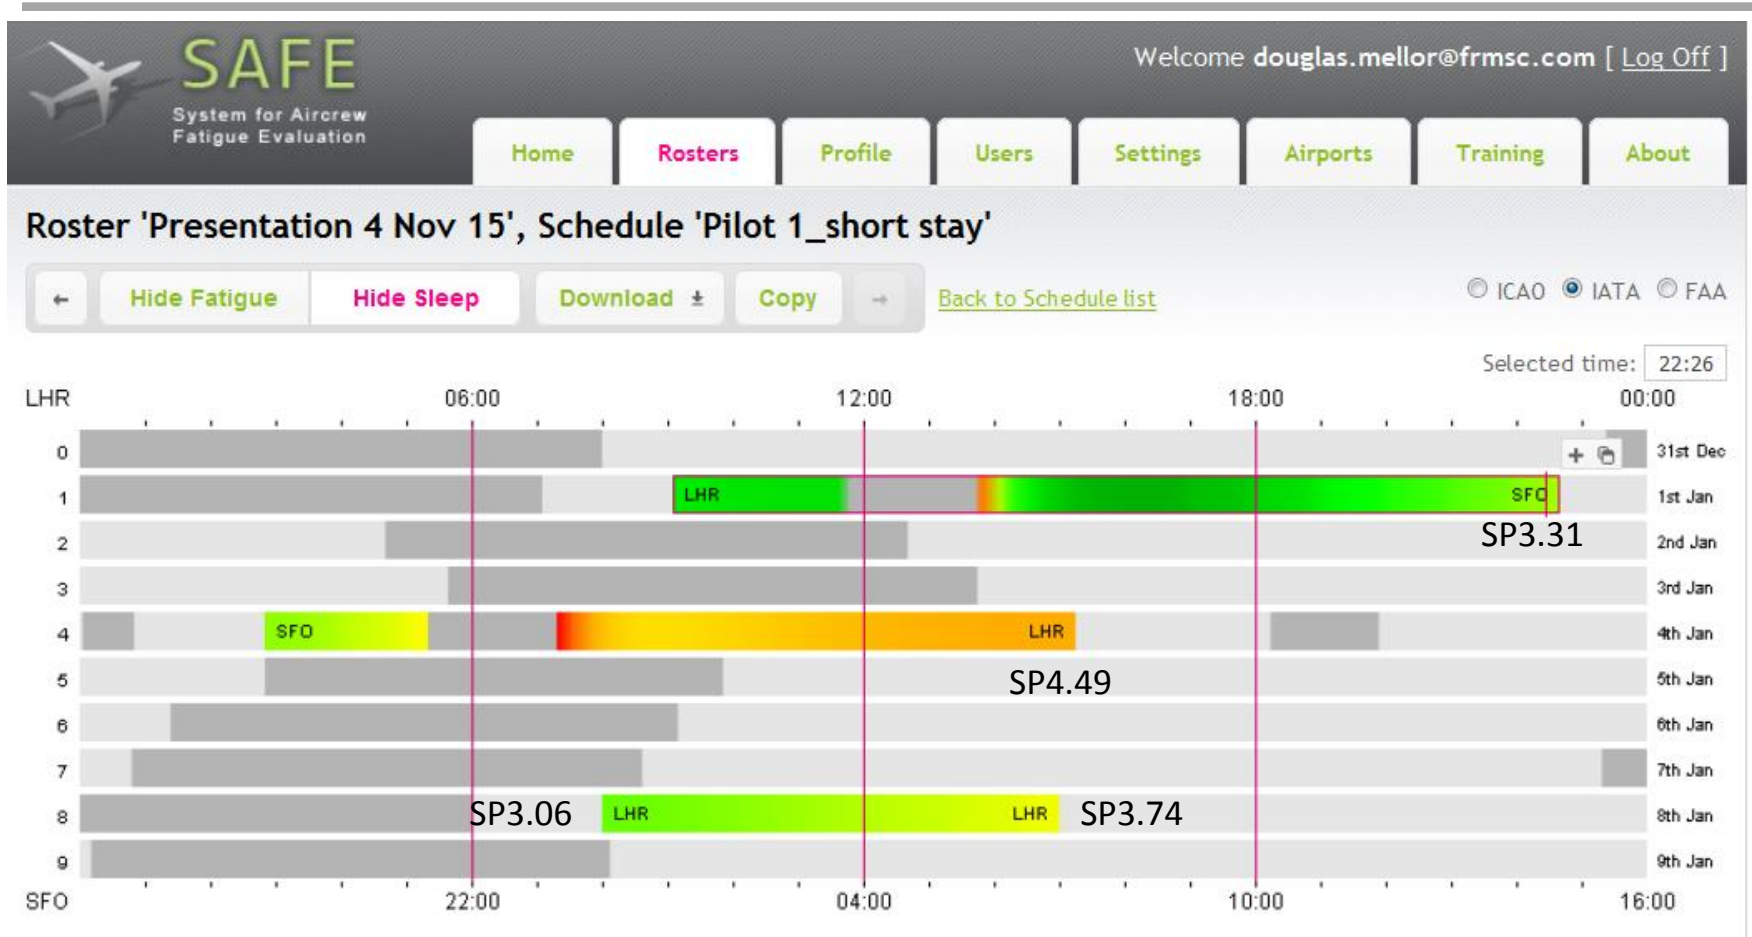 SAFE
System for Aircrew
Fatigue Evaluation
Welcome douglas.mellor@frmsc.com [ Log Off ]
Home Rosters Profile Users Settings Airports Training About
Roster 'Presentation 4 Nov 15', Schedule 'Pilot 1_short stay'
← Hide Fatigue Hide Sleep Download Copy → Back to Schedule list
ICAO IATA FAA
Selected time: 22:26
LHR 06:00 12:00 18:00 00:00
0 31st Dec
1 LHR SFO 1st Jan
SP3.31
2 2nd Jan
3 3rd Jan
4 SFO LHR 4th Jan
5 SP4.49 5th Jan
6 6th Jan
7 7th Jan
8 SP3.06 LHR LHR SP3.74 8th Jan
9 9th Jan
SFO 22:00 04:00 10:00 16:00